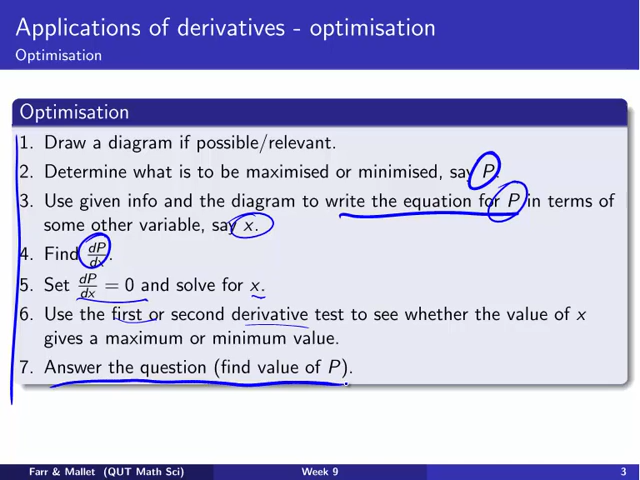 Applications of derivatives - optimisation
Optimisation
Optimisation
1. Draw a diagram if possible/relevant.
2. Determine what is to be maximised or minimised, say P.
3. Use given info and the diagram to write the equation for P in terms of
some other variable, say x.
4. Find dP/dx.
5. Set dP/dx = 0 and solve for x.
6. Use the first or second derivative test to see whether the value of x
gives a maximum or minimum value.
7. Answer the question (find value of P).
Farr & Mallet (QUT Math Sci) Week 9 3